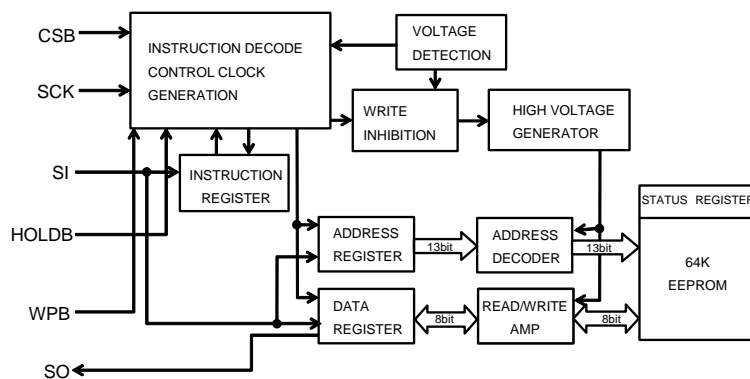 CSB
SCK
SI
HOLDB
WPB
SO
INSTRUCTION DECODE
CONTROL CLOCK
GENERATION
VOLTAGE
DETECTION
WRITE
INHIBITION
HIGH VOLTAGE
GENERATOR
INSTRUCTION
REGISTER
ADDRESS
REGISTER
13bit
ADDRESS
DECODER
13bit
DATA
REGISTER
8bit
READ/WRITE
AMP
8bit
STATUS REGISTER
64K
EEPROM